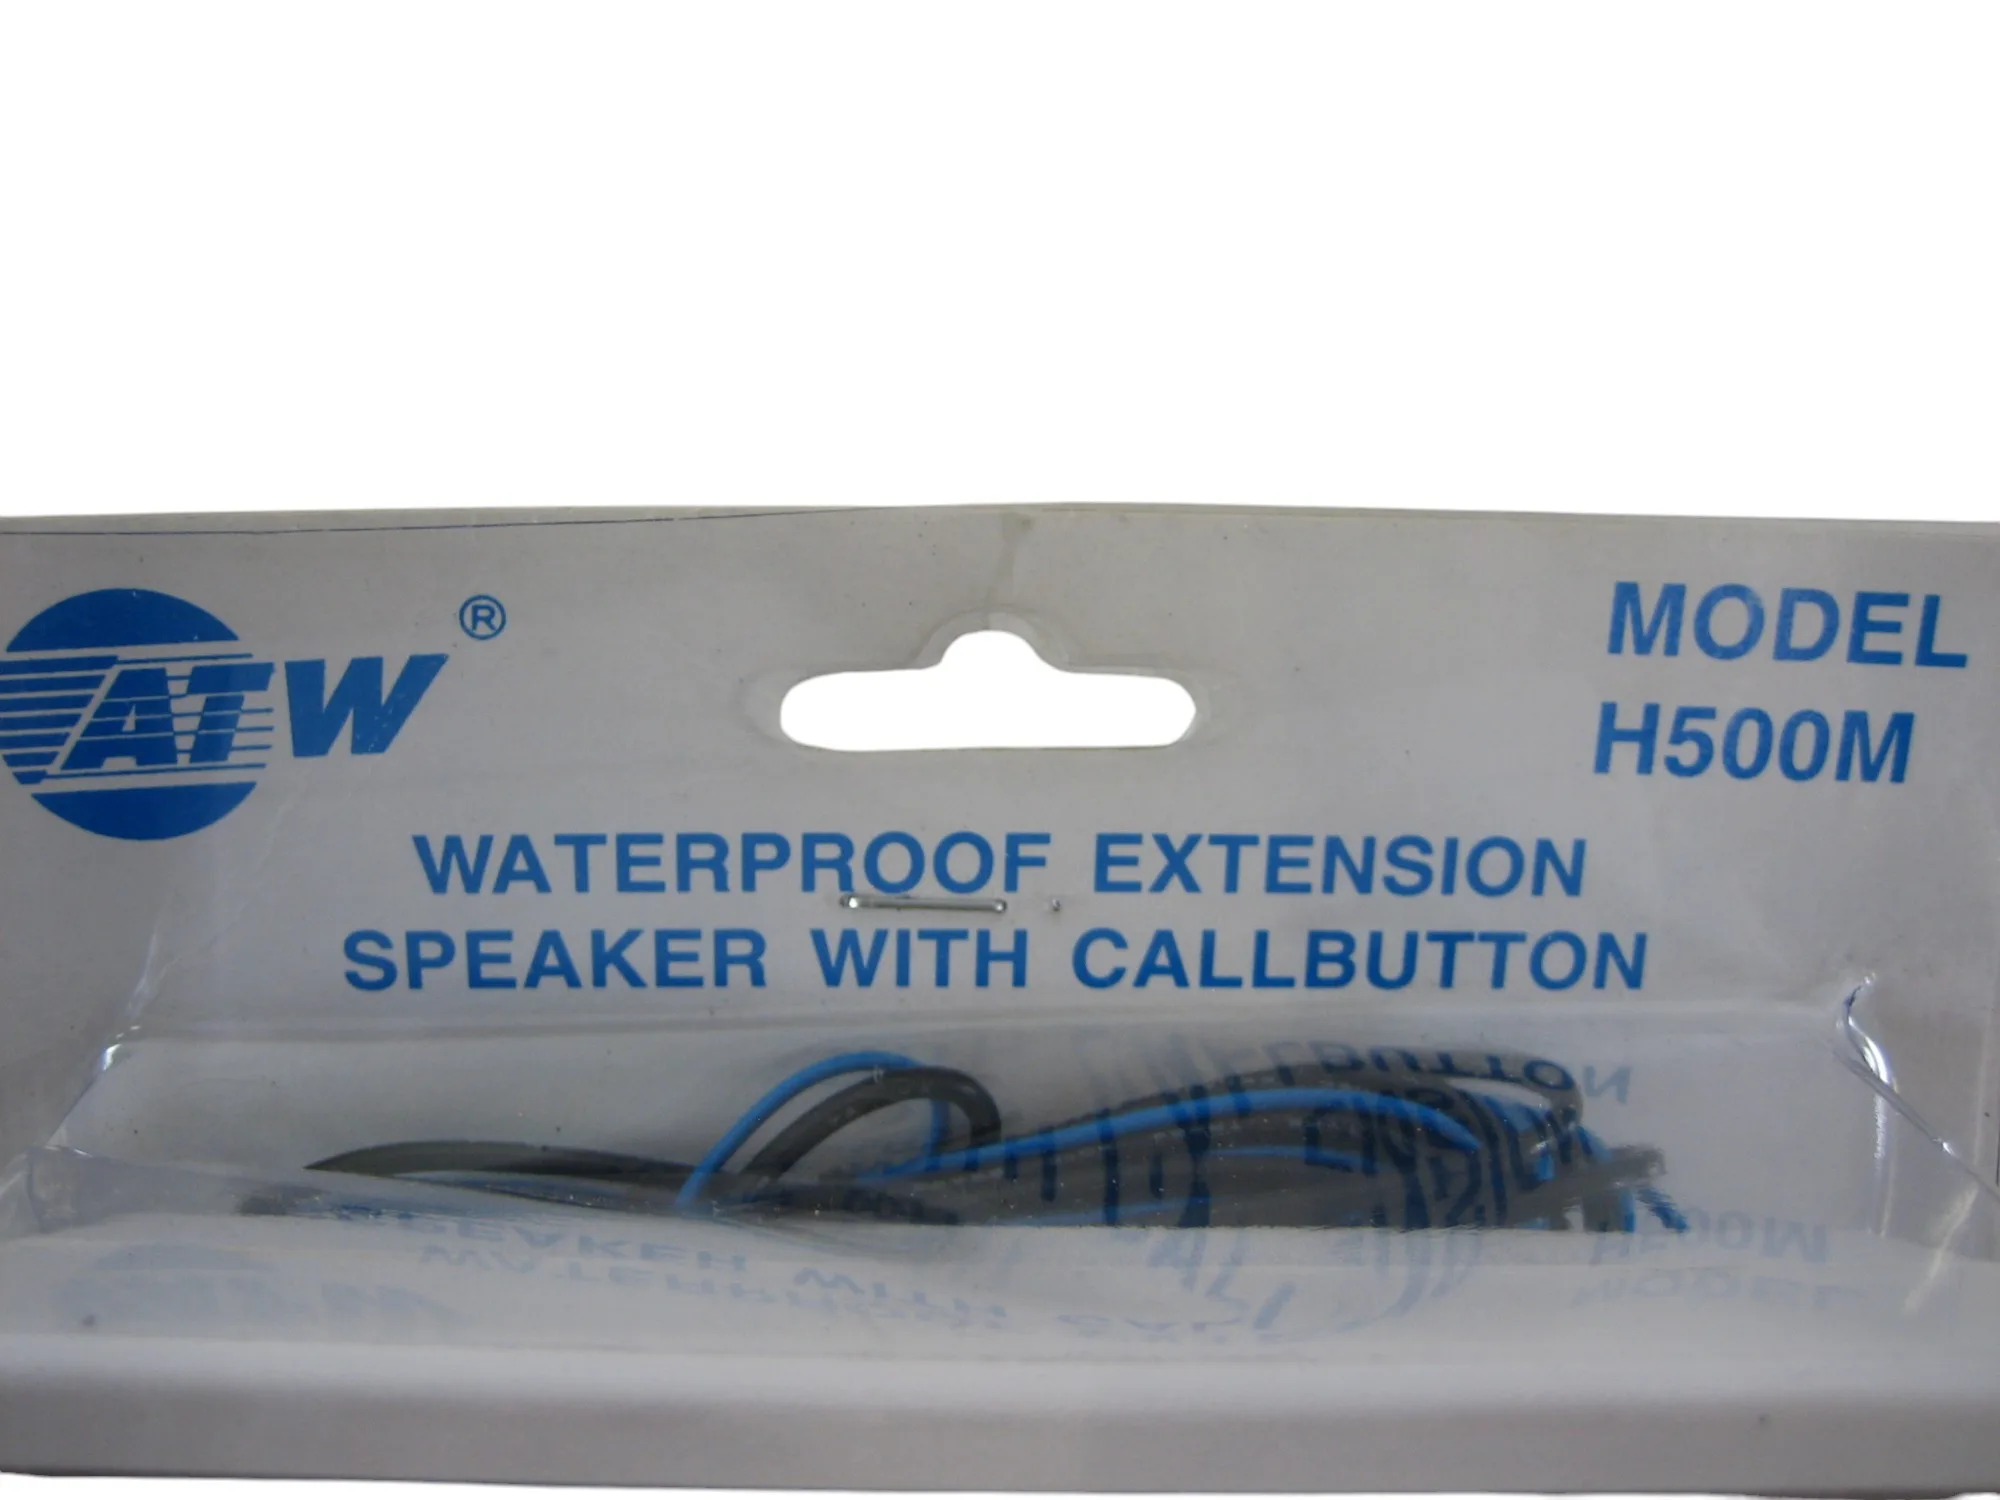 ATW®
MODEL
H500M
WATERPROOF EXTENSION
SPEAKER WITH CALLBUTTON